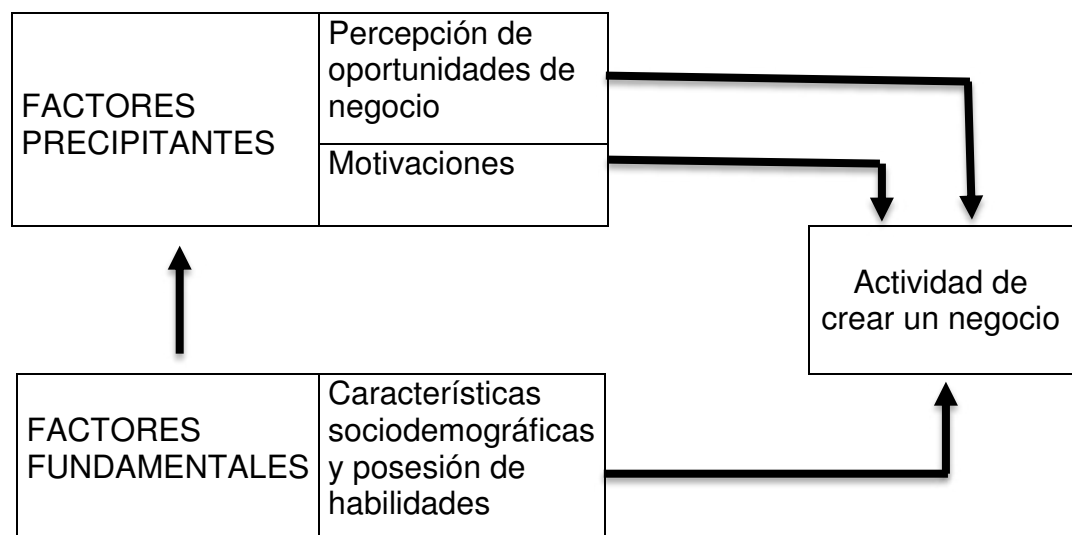 FACTORES
PRECIPITANTES
Percepción de
oportunidades de
negocio
Motivaciones
Actividad de
crear un negocio
FACTORES
FUNDAMENTALES
Característísticas
sociodemográficas
y posesión de
habilidades